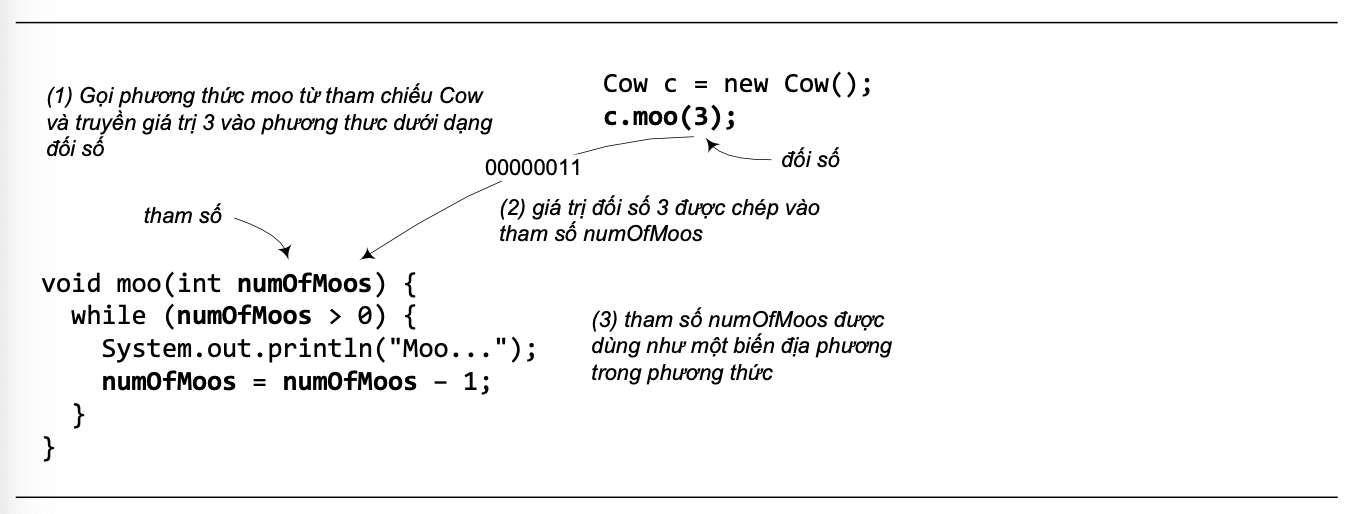 (1) Gọi phương thức moo từ tham chiếu Cow
và truyền giá trị 3 vào phương thưc dưới dạng
đối số
Cow c = new Cow();
c.moo(3);
đối số
00000011
(2) giá trị đối số 3 được chép vào
tham số numOfMoos
tham số
void moo(int numOfMoos) {
  while (numOfMoos > 0) {
    System.out.println("Moo...");
    numOfMoos = numOfMoos – 1;
  }
}
(3) tham số numOfMoos được
dùng như một biến địa phương
trong phương thức